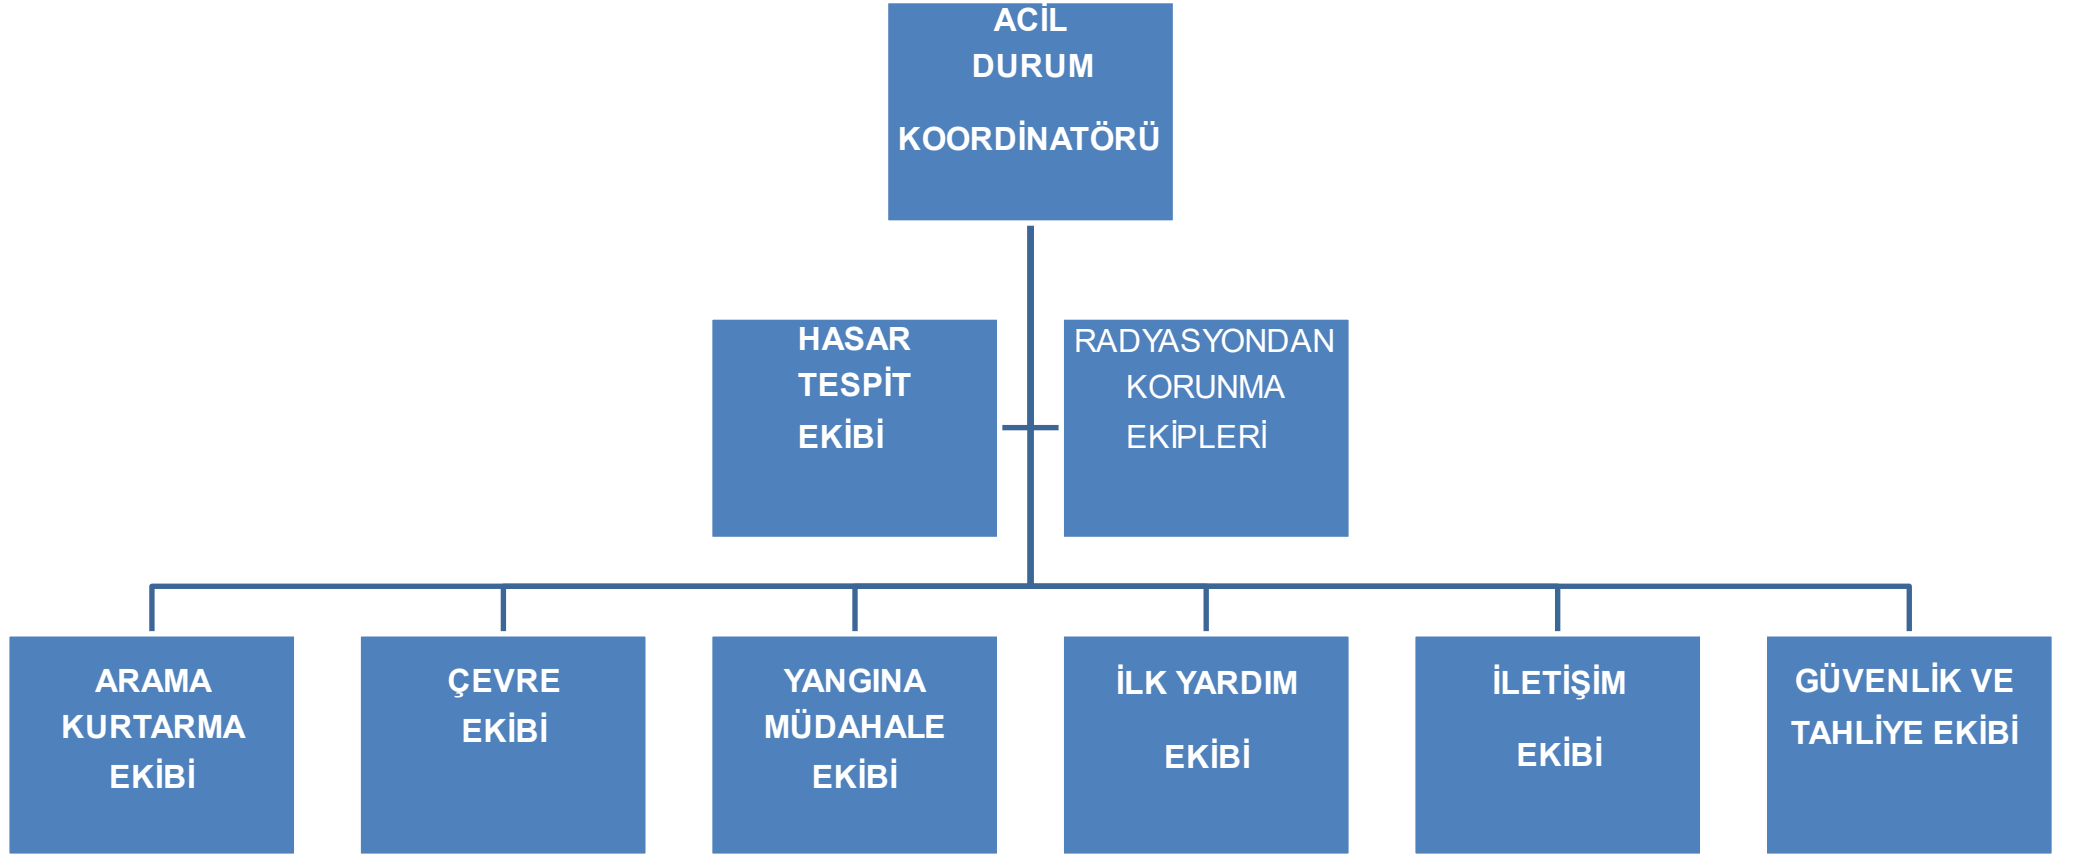 ACİL
DURUM
KOORDİNATÖRÜ
HASAR
TESPİT
EKİBİ
RADYASYONDAN
KORUNMA
EKİPLERİ
ARAMA
KURTARMA
EKİBİ
ÇEVRE
EKİBİ
YANGINA
MÜDAHALE
EKİBİ
İLK YARDIM
EKİBİ
İLETİŞİM
EKİBİ
GÜVENLİK VE
TAHLİYE EKİBİ